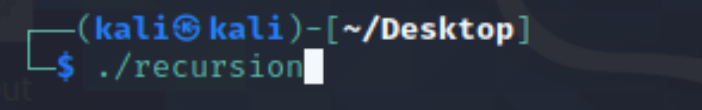 ┌──(kali㉿kali)-[~/Desktop]
└─$ ./recursion